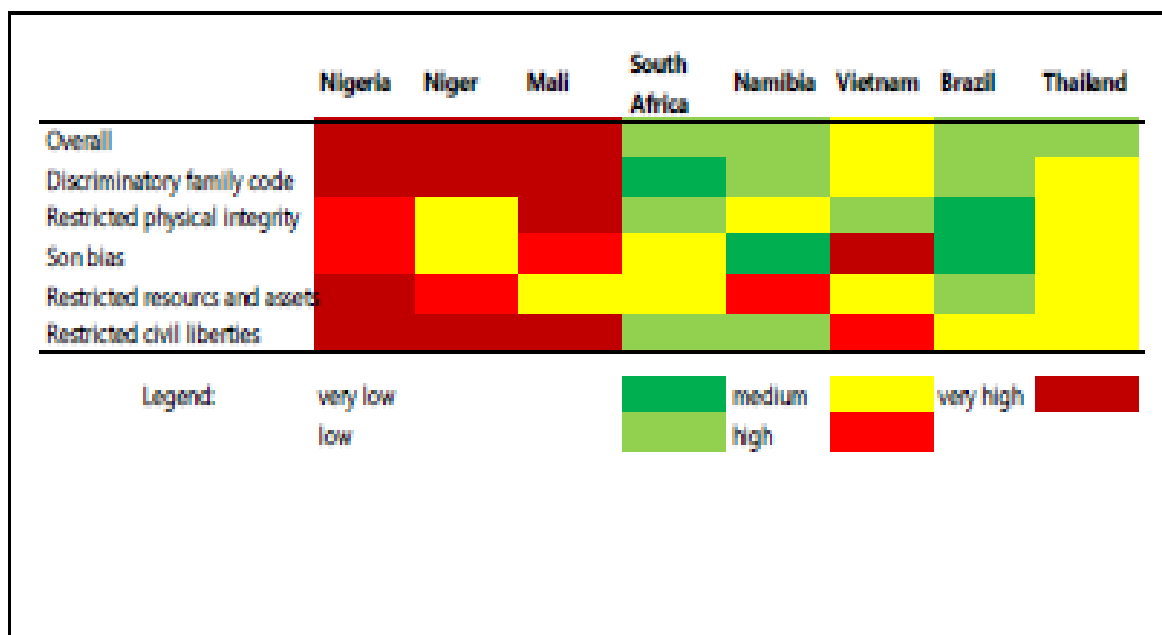 Nigeria Niger Mali South Africa Namibia Vietnam Brazil Thailand
Overall
Discriminatory family code
Restricted physical integrity
Son bias
Restricted resourcs and assets
Restricted civil liberties
Legend: very low medium very high
low high